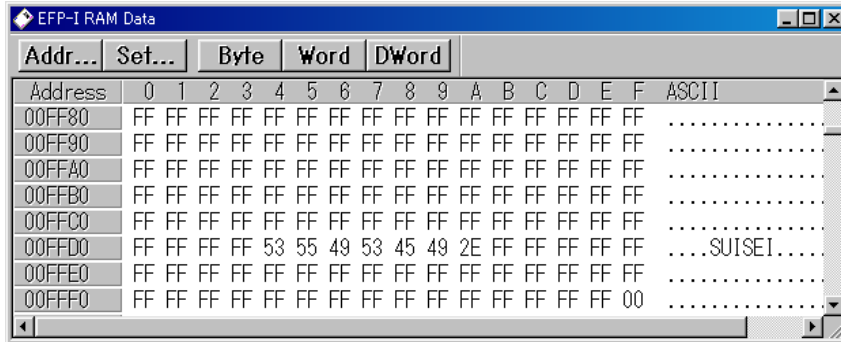 EFP-I RAM Data
Addr... Set... Byte Word DWord
Address 0 1 2 3 4 5 6 7 8 9 A B C D E F ASCII
00FF80 FF FF FF FF FF FF FF FF FF FF FF FF FF FF FF FF ................
00FF90 FF FF FF FF FF FF FF FF FF FF FF FF FF FF FF FF ................
00FFA0 FF FF FF FF FF FF FF FF FF FF FF FF FF FF FF FF ................
00FFB0 FF FF FF FF FF FF FF FF FF FF FF FF FF FF FF FF ................
00FFC0 FF FF FF FF FF FF FF FF FF FF FF FF FF FF FF FF ................
00FFD0 FF FF FF FF 53 55 49 53 45 49 2E FF FF FF FF FF ....SUISEI.....
00FFE0 FF FF FF FF FF FF FF FF FF FF FF FF FF FF FF FF ................
00FFF0 FF FF FF FF FF FF FF FF FF FF FF FF FF FF FF 00 ................